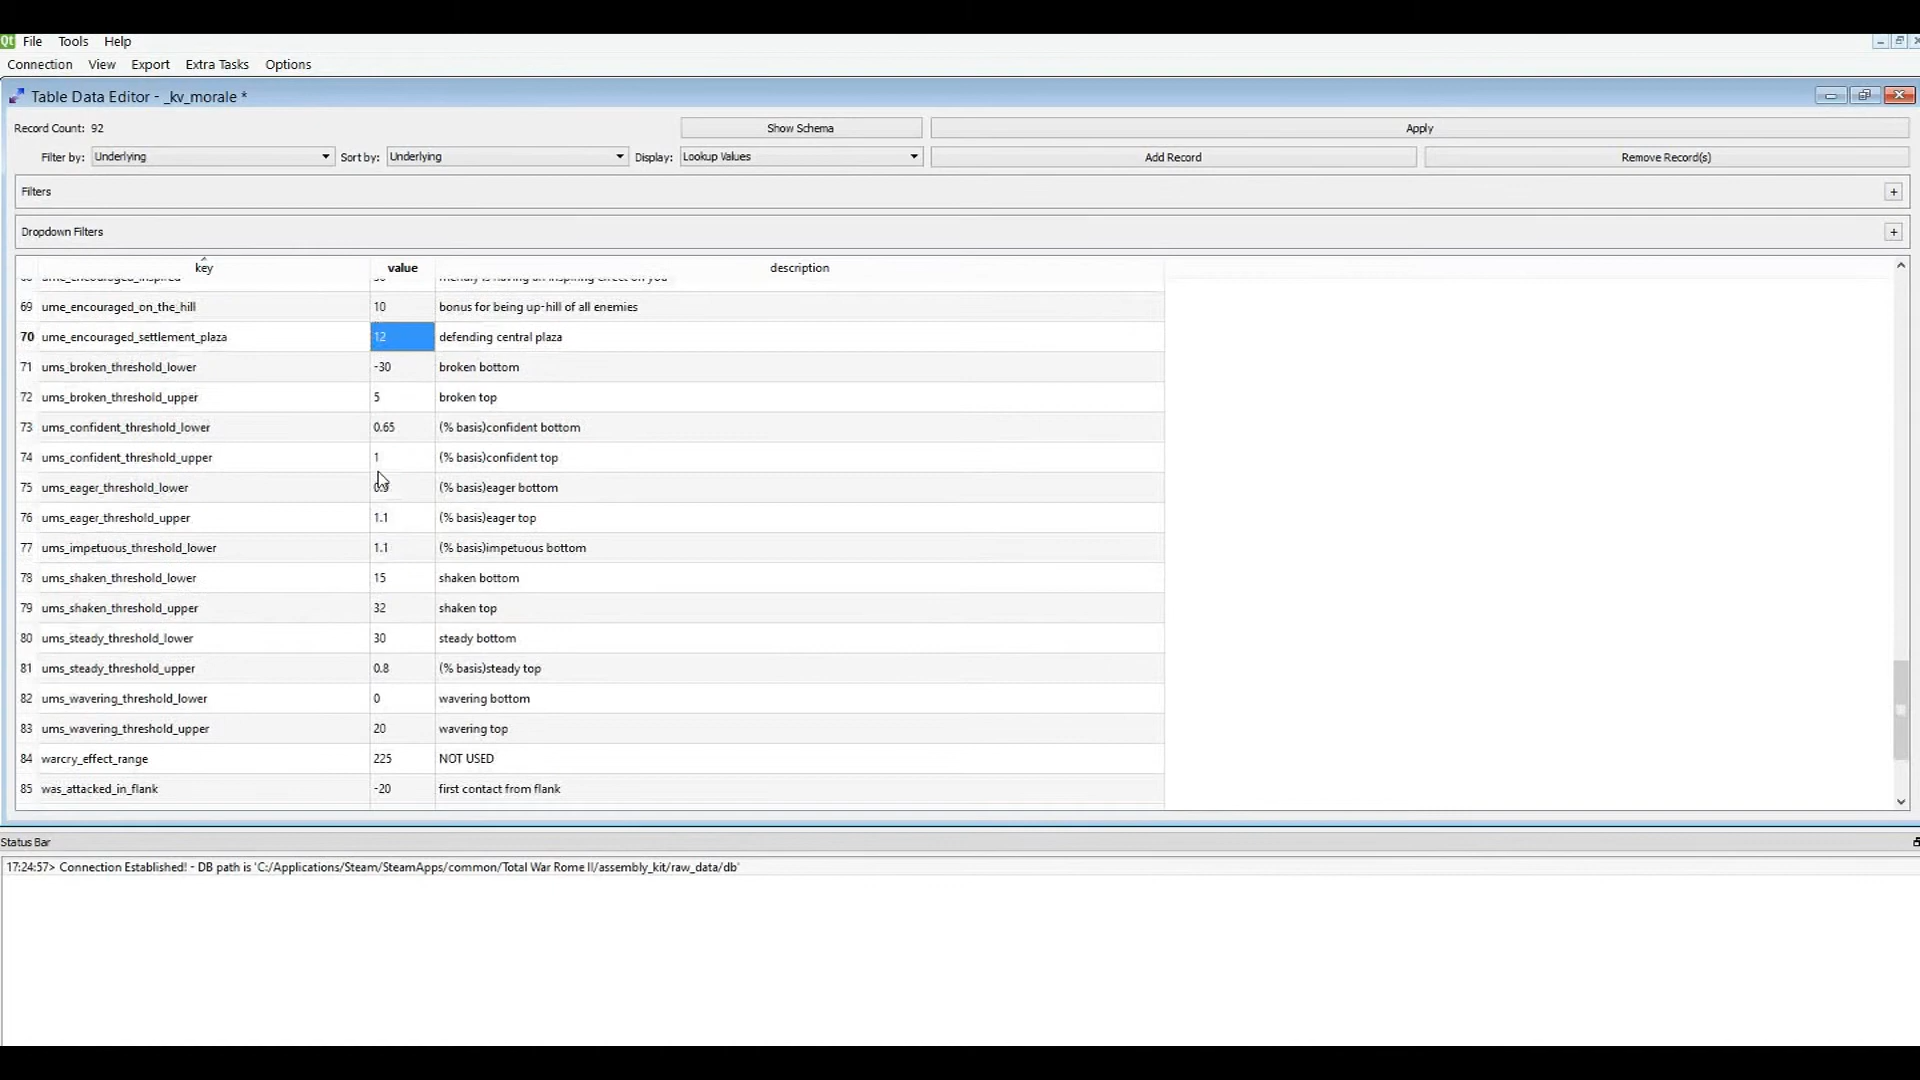 Qt File Tools Help
Connection View Export Extra Tasks Options
Table Data Editor - _kv_morale *
Record Count: 92 Show Schema Apply
Filter by: Underlying Sort by: Underlying Display: Lookup Values Add Record Remove Record(s)
Filters +
Dropdown Filters +
key value description
69 ume_encouraged_on_the_hill 10 bonus for being up-hill of all enemies
70 ume_encouraged_settlement_plaza 12 defending central plaza
71 ums_broken_threshold_lower -30 broken bottom
72 ums_broken_threshold_upper 5 broken top
73 ums_confident_threshold_lower 0.65 (% basis)confident bottom
74 ums_confident_threshold_upper 1 (% basis)confident top
75 ums_eager_threshold_lower (% basis)eager bottom
76 ums_eager_threshold_upper 1.1 (% basis)eager top
77 ums_impetuous_threshold_lower 1.1 (% basis)impetuous bottom
78 ums_shaken_threshold_lower 15 shaken bottom
79 ums_shaken_threshold_upper 32 shaken top
80 ums_steady_threshold_lower 30 steady bottom
81 ums_steady_threshold_upper 0.8 (% basis)steady top
82 ums_wavering_threshold_lower 0 wavering bottom
83 ums_wavering_threshold_upper 20 wavering top
84 warcry_effect_range 225 NOT USED
85 was_attacked_in_flank -20 first contact from flank
Status Bar
17:24:57> Connection Established! - DB path is 'C:/Applications/Steam/SteamApps/common/Total War Rome II/assembly_kit/raw_data/db'